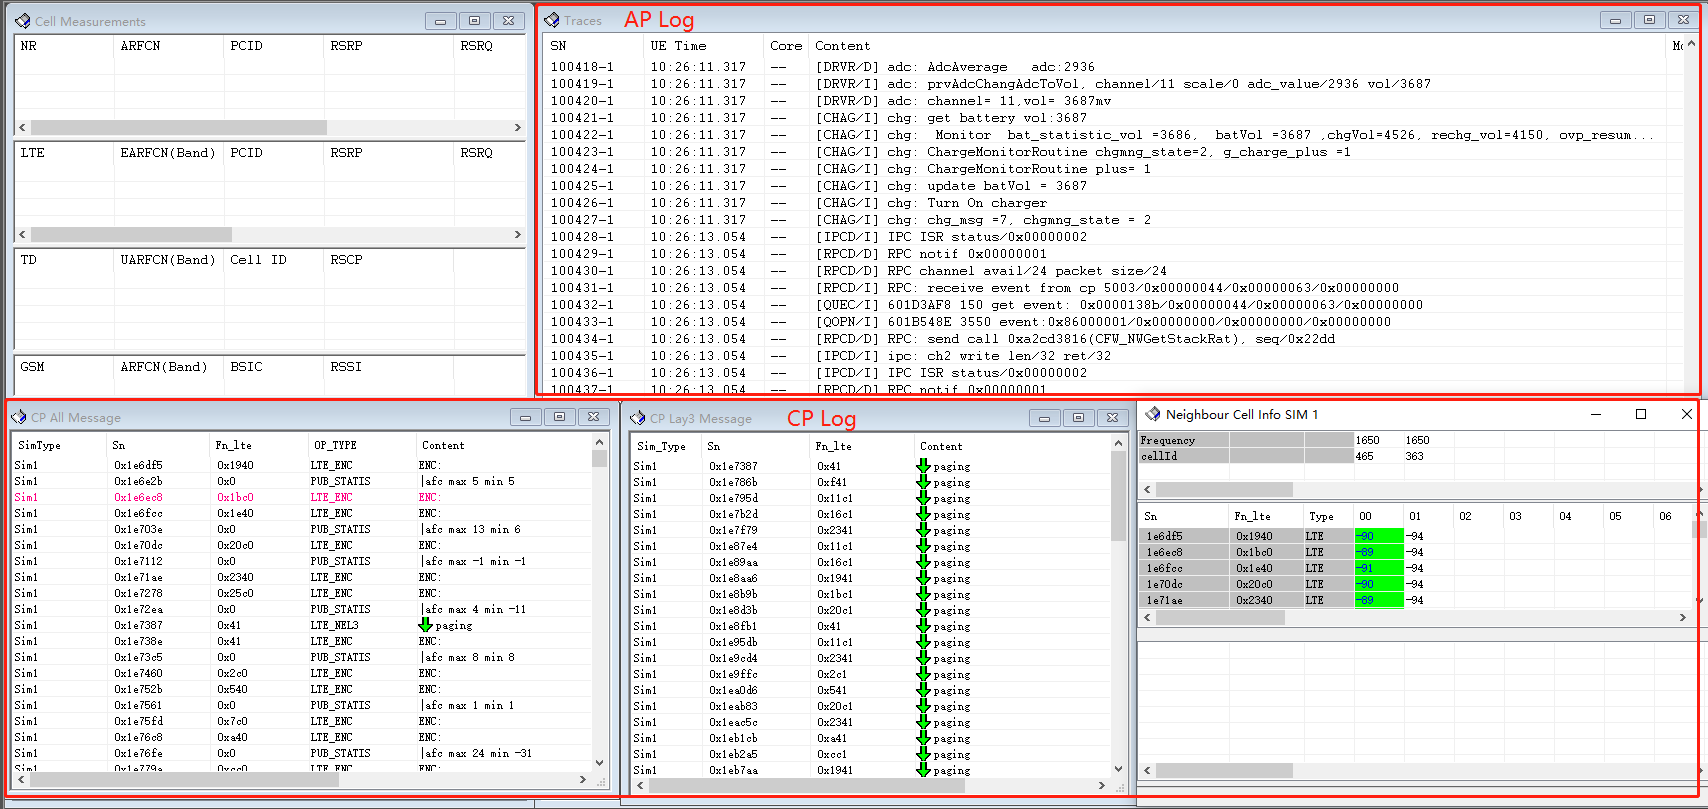 Cell Measurements
NR ARFCN PCID RSRP RSRQ
LTE EARFCN(Band) PCID RSRP RSRQ
TD UARFCN(Band) Cell ID RSCP
GSM ARFCN(Band) BSIC RSSI
Traces AP Log
SN UE Time Core Content
100418-1 10:26:11.317 -- [DRVR/D] adc: AdcAverage adc:2936
100419-1 10:26:11.317 -- [DRVR/I] adc: prvAdcChangAdcToVol, channel/11 scale/0 adc_value/2936 vol/3687
100420-1 10:26:11.317 -- [DRVR/D] adc: channel= 11,vol= 3687mv
100421-1 10:26:11.317 -- [CHAG/I] chg: get battery vol:3687
100422-1 10:26:11.317 -- [CHAG/I] chg: Monitor bat_statistic_vol =3686, batVol =3687 ,chgVol=4526, rechg_vol=4150, ovp_resum...
100423-1 10:26:11.317 -- [CHAG/I] chg: ChargeMonitorRoutine chgmng_state=2, g_charge_plus =1
100424-1 10:26:11.317 -- [CHAG/I] chg: ChargeMonitorRoutine plus= 1
100425-1 10:26:11.317 -- [CHAG/I] chg: update batVol = 3687
100426-1 10:26:11.317 -- [CHAG/I] chg: Turn On charger
100427-1 10:26:11.317 -- [CHAG/I] chg: chg_msg =7, chgmng_state = 2
100428-1 10:26:13.054 -- [IPCD/I] IPC ISR status/0x00000002
100429-1 10:26:13.054 -- [RPCD/D] RPC notif 0x00000001
100430-1 10:26:13.054 -- [RPCD/D] RPC channel avail/24 packet size/24
100431-1 10:26:13.054 -- [RPCD/I] RPC: receive event from cp 5003/0x00000044/0x00000063/0x00000000
100432-1 10:26:13.054 -- [QUEC/I] 601D3AF8 150 get event: 0x0000138b/0x00000044/0x00000063/0x00000000
100433-1 10:26:13.054 -- [QOPN/I] 601B548E 3550 event:0x86000001/0x00000000/0x00000000/0x00000000
100434-1 10:26:13.054 -- [RPCD/D] RPC: send call 0xa2cd3816(CFW_NWGetStackRat), seq/0x22dd
100435-1 10:26:13.054 -- [IPCD/I] ipc: ch2 write len/32 ret/32
100436-1 10:26:13.054 -- [IPCD/I] IPC ISR status/0x00000002
100437-1 10:26:13.054 -- [RPCD/D] RPC notif 0x00000001
CP All Message
SimType Sn Fn_lte OP_TYPE Content
Sim1 0x1e6df5 0x1940 LTE_ENC ENC:
Sim1 0x1e6e2b 0x0 PUB_STATIS |afc max 5 min 5
Sim1 0x1e6ec8 0x1bc0 LTE_ENC ENC:
Sim1 0x1e6fcc 0x1e40 LTE_ENC ENC:
Sim1 0x1e703e 0x0 PUB_STATIS |afc max 13 min 6
Sim1 0x1e70dc 0x20c0 LTE_ENC ENC:
Sim1 0x1e7112 0x0 PUB_STATIS |afc max -1 min -1
Sim1 0x1e71ae 0x2340 LTE_ENC ENC:
Sim1 0x1e7278 0x25c0 LTE_ENC ENC:
Sim1 0x1e72ea 0x0 PUB_STATIS |afc max 4 min -11
Sim1 0x1e7387 0x41 LTE_NEL3 paging
Sim1 0x1e738e 0x41 LTE_ENC ENC:
Sim1 0x1e73c5 0x0 PUB_STATIS |afc max 8 min 8
Sim1 0x1e7460 0x2c0 LTE_ENC ENC:
Sim1 0x1e752b 0x540 LTE_ENC ENC:
Sim1 0x1e7561 0x0 PUB_STATIS |afc max 1 min 1
Sim1 0x1e75fd 0x7c0 LTE_ENC ENC:
Sim1 0x1e76c8 0xa40 LTE_ENC ENC:
Sim1 0x1e76fe 0x0 PUB_STATIS |afc max 24 min -31
Sim1 0x1e779a 0xcc0 LTE_ENC ENC:
CP Lay3 Message CP Log
Sim_Type Sn Fn_lte Content
Sim1 0x1e7387 0x41 paging
Sim1 0x1e786b 0xf41 paging
Sim1 0x1e795d 0x11c1 paging
Sim1 0x1e7b2d 0x16c1 paging
Sim1 0x1e7f79 0x2341 paging
Sim1 0x1e87e4 0x11c1 paging
Sim1 0x1e89aa 0x16c1 paging
Sim1 0x1e8aa6 0x1941 paging
Sim1 0x1e8b9b 0x1bc1 paging
Sim1 0x1e8d3b 0x20c1 paging
Sim1 0x1e8fb1 0x41 paging
Sim1 0x1e95db 0x11c1 paging
Sim1 0x1e9cd4 0x2341 paging
Sim1 0x1e9ffc 0x2c1 paging
Sim1 0x1ea0d6 0x541 paging
Sim1 0x1eab83 0x20c1 paging
Sim1 0x1eac5c 0x2341 paging
Sim1 0x1eb1cb 0xa41 paging
Sim1 0x1eb2a5 0xcc1 paging
Sim1 0x1eb7aa 0x1941 paging
Neighbour Cell Info SIM 1
Frequency 1650 1650
cellId 465 363
Sn Fn_lte Type 00 01 02 03 04 05 06
1e6df5 0x1940 LTE -90 -94
1e6ec8 0x1bc0 LTE -89 -94
1e6fcc 0x1e40 LTE -91 -94
1e70dc 0x20c0 LTE -90 -94
1e71ae 0x2340 LTE -89 -94